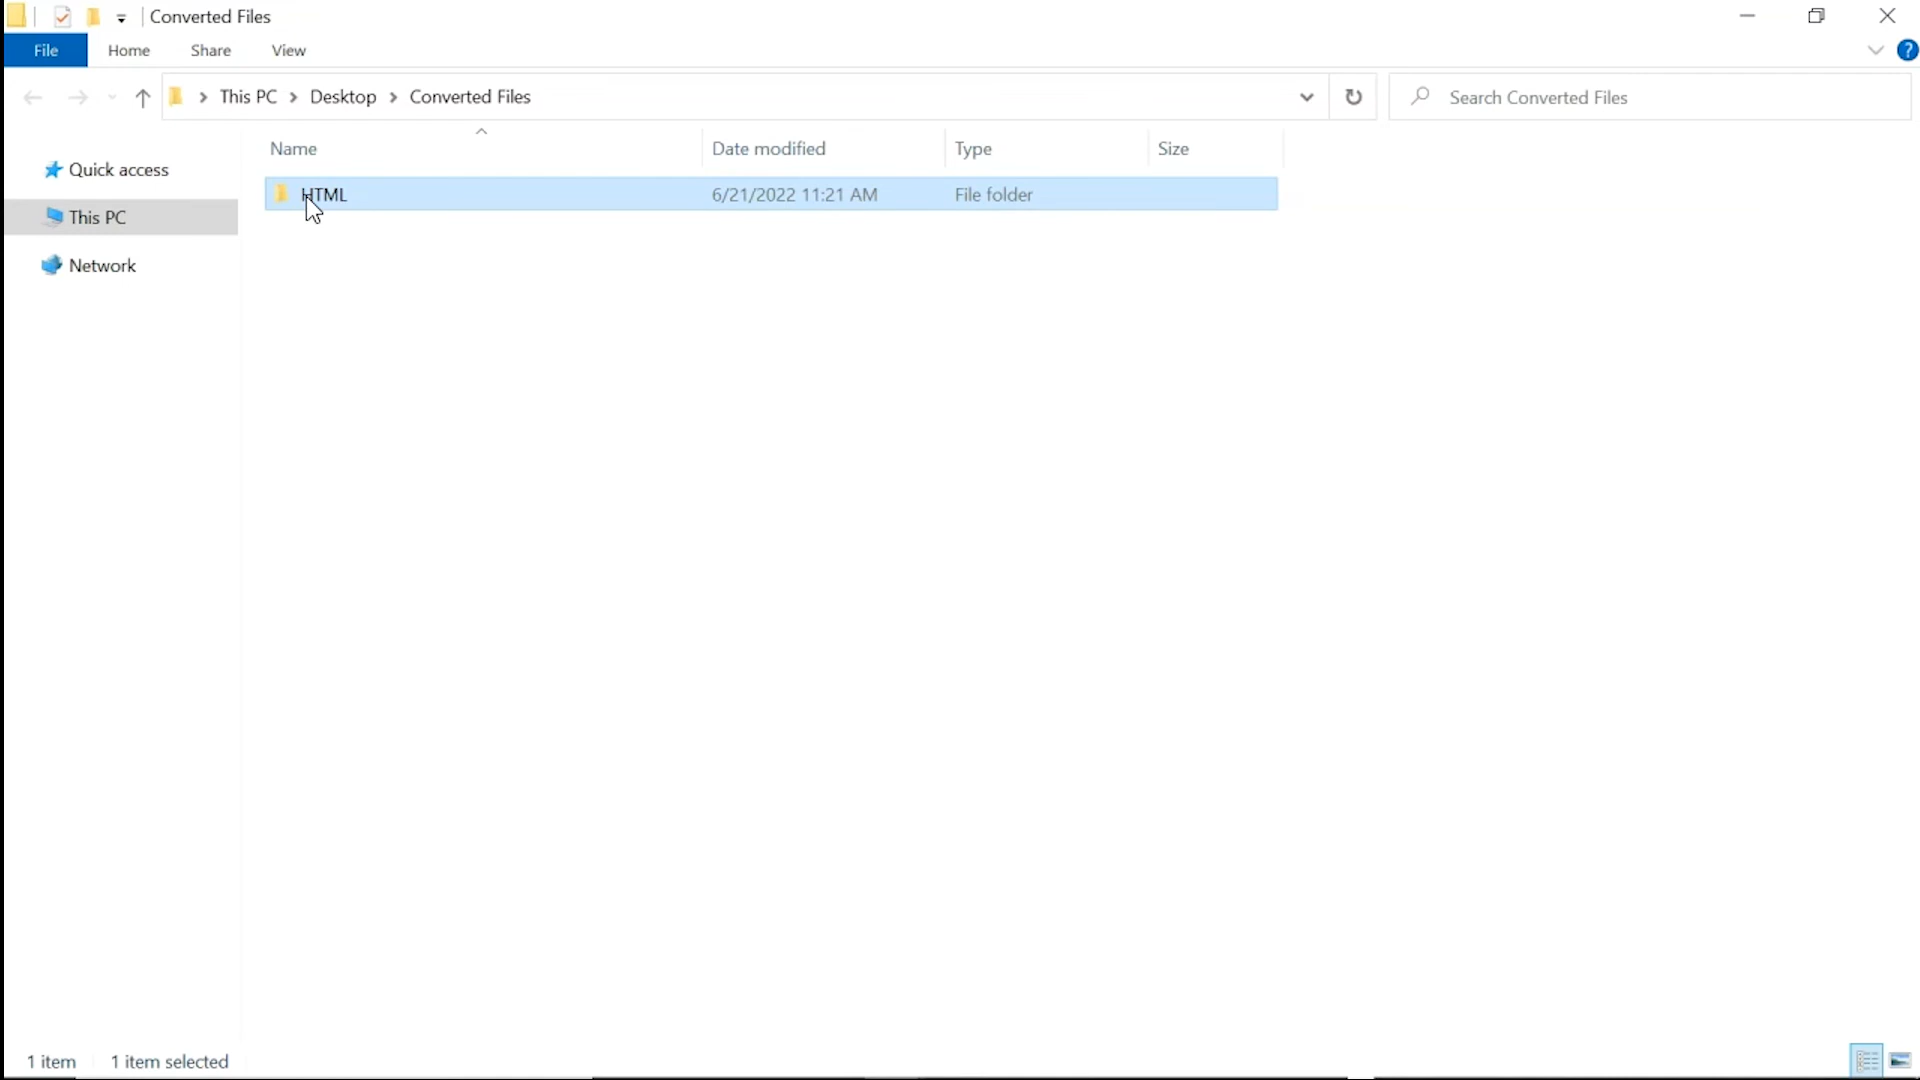 Converted Files
File Home Share View ?
This PC Desktop Converted Files Search Converted Files
Name Date modified Type Size
Quick access
HTML 6/21/2022 11:21 AM File folder
This PC
Network
1 item 1 item selected